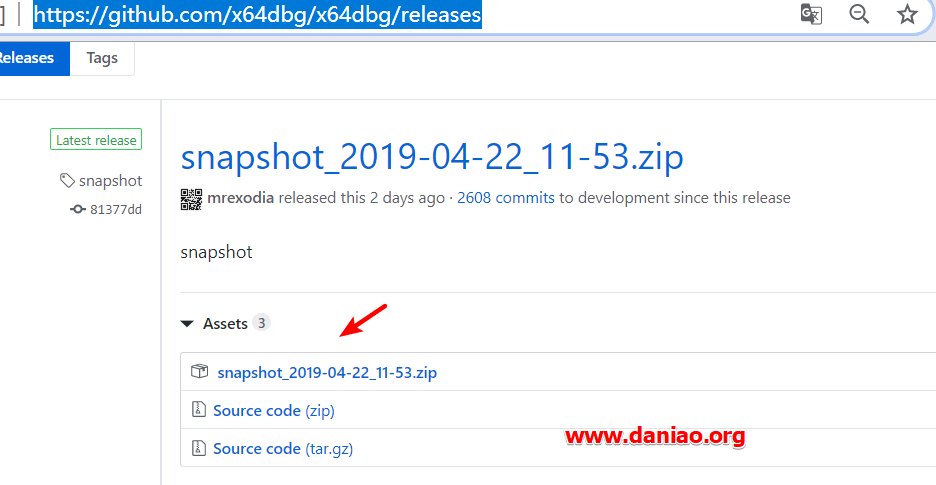 ] https://github.com/x64dbg/x64dbg/releases
Releases Tags
Latest release
snapshot
81377dd
snapshot_2019-04-22_11-53.zip
mrexodia released this 2 days ago · 2608 commits to development since this release
snapshot
Assets 3
snapshot_2019-04-22_11-53.zip
Source code (zip)
Source code (tar.gz)
www.daniao.org